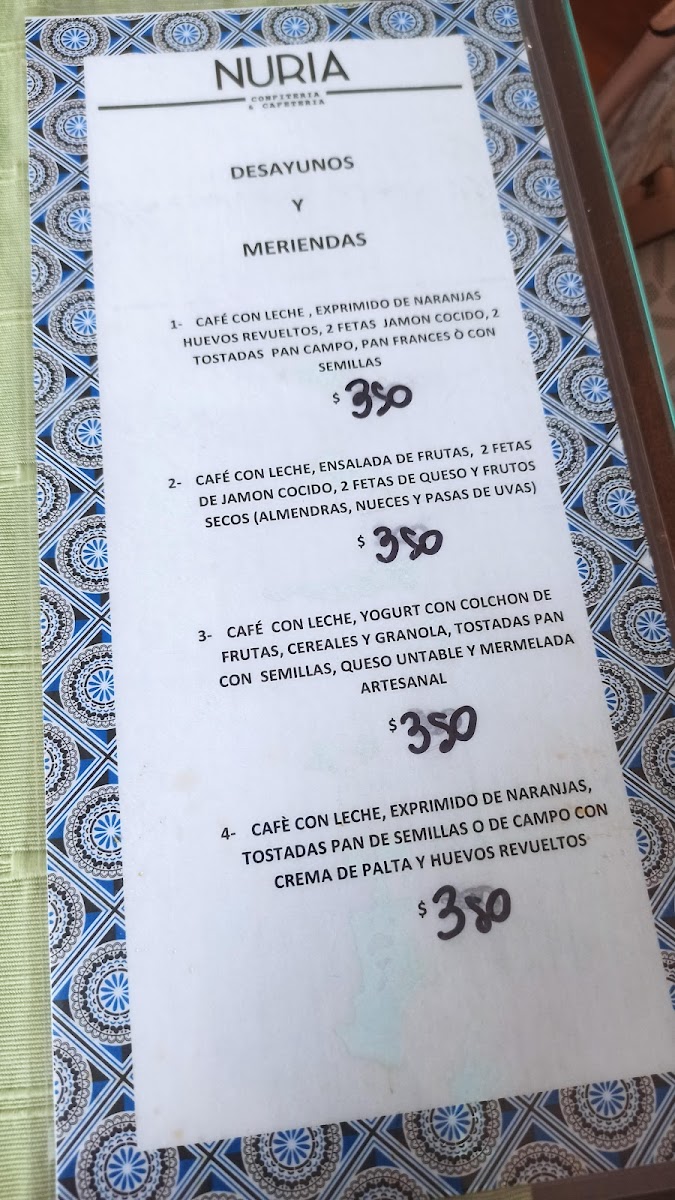 NURIA
CONFITERIA
& CAFETERIA
DESAYUNOS
Y
MERIENDAS
1- CAFÉ CON LECHE , EXPRIMIDO DE NARANJAS
HUEVOS REVUELTOS, 2 FETAS JAMON COCIDO, 2
TOSTADAS PAN CAMPO, PAN FRANCES Ò CON
SEMILLAS
$ 350
2- CAFÉ CON LECHE, ENSALADA DE FRUTAS, 2 FETAS
DE JAMON COCIDO, 2 FETAS DE QUESO Y FRUTOS
SECOS (ALMENDRAS, NUECES Y PASAS DE UVAS)
$ 380
3- CAFÉ CON LECHE, YOGURT CON COLCHON DE
FRUTAS, CEREALES Y GRANOLA, TOSTADAS PAN
CON SEMILLAS, QUESO UNTABLE Y MERMELADA
ARTESANAL
$ 380
4- CAFÈ CON LECHE, EXPRIMIDO DE NARANJAS,
TOSTADAS PAN DE SEMILLAS O DE CAMPO CON
CREMA DE PALTA Y HUEVOS REVUELTOS
$ 380